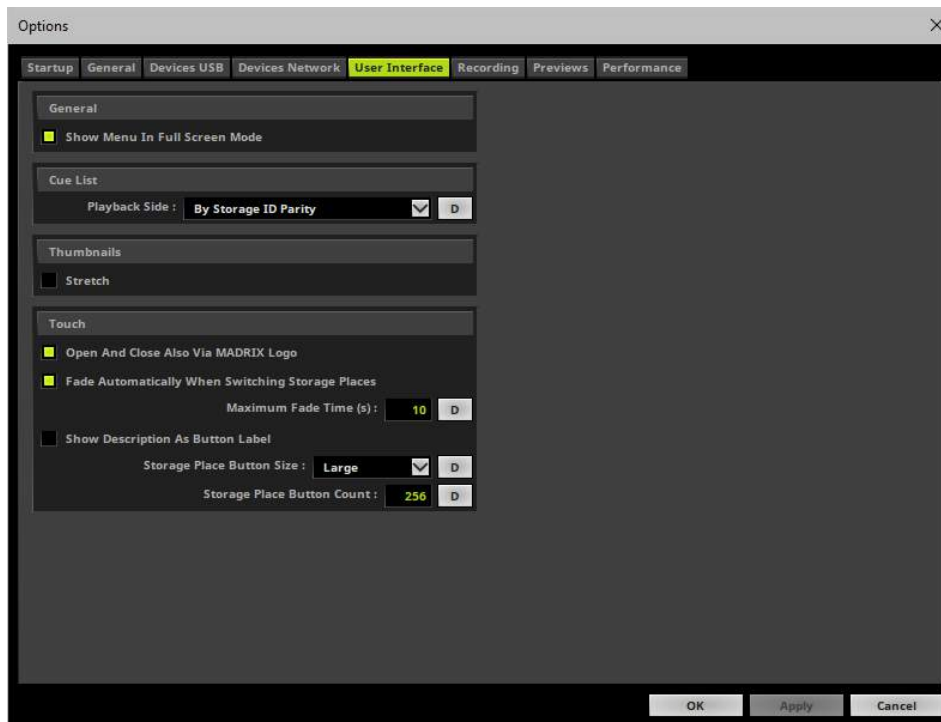 Options
Startup General Devices USB Devices Network User Interface Recording Previews Performance
General
Show Menu In Full Screen Mode
Cue List
Playback Side : By Storage ID Parity D
Thumbnails
Stretch
Touch
Open And Close Also Via MADRIX Logo
Fade Automatically When Switching Storage Places
Maximum Fade Time (s) : 10 D
Show Description As Button Label
Storage Place Button Size : Large D
Storage Place Button Count : 256 D
OK Apply Cancel